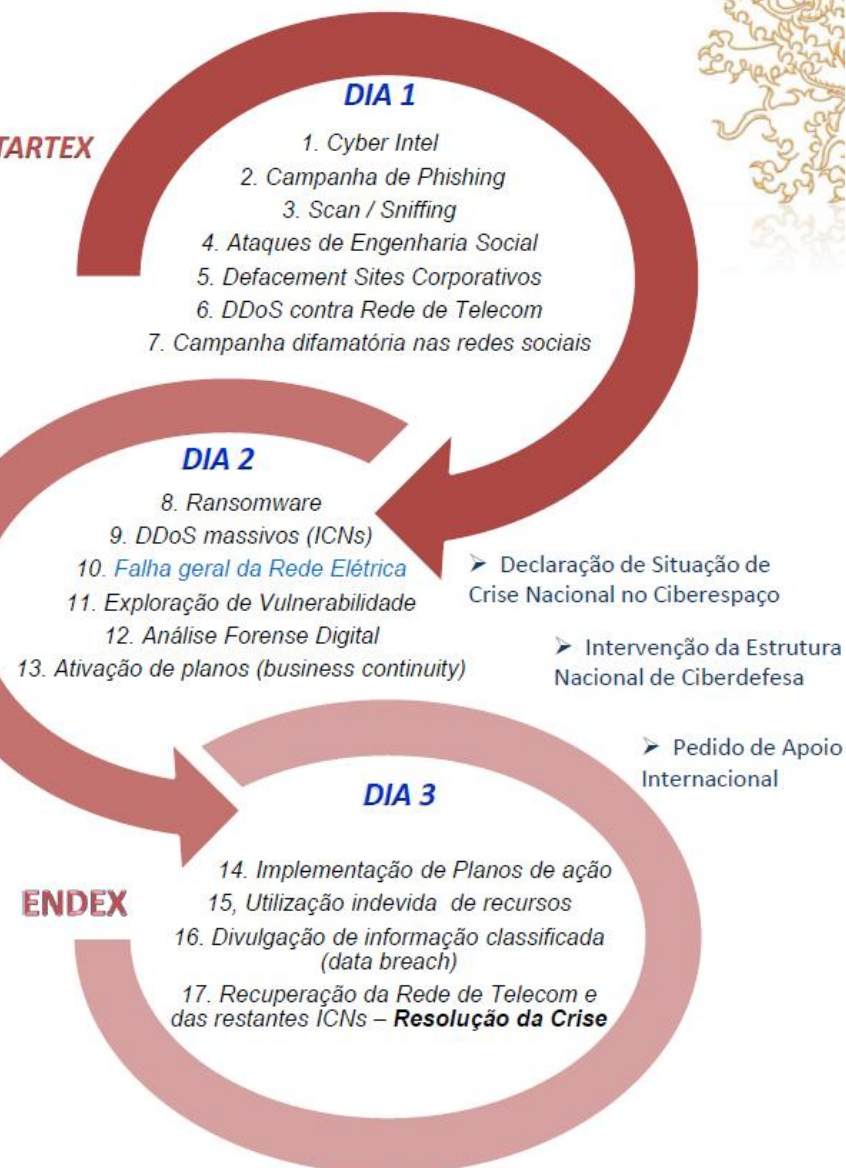 TARTEX
DIA 1
1. Cyber Intel
2. Campanha de Phishing
3. Scan / Sniffing
4. Ataques de Engenharia Social
5. Defacement Sites Corporativos
6. DDoS contra Rede de Telecom
7. Campanha difamatória nas redes sociais
DIA 2
8. Ransomware
9. DDoS massivos (ICNs)
10. Falha geral da Rede Elétrica
11. Exploração de Vulnerabilidade
12. Análise Forense Digital
13. Ativação de planos (business continuity)
➢ Declaração de Situação de
Crise Nacional no Ciberespaço
➢ Intervenção da Estrutura
Nacional de Ciberdefesa
➢ Pedido de Apoio
Internacional
DIA 3
14. Implementação de Planos de ação
15, Utilização indevida de recursos
16. Divulgação de informação classificada
(data breach)
17. Recuperação da Rede de Telecom e
das restantes ICNs – Resolução da Crise
ENDEX